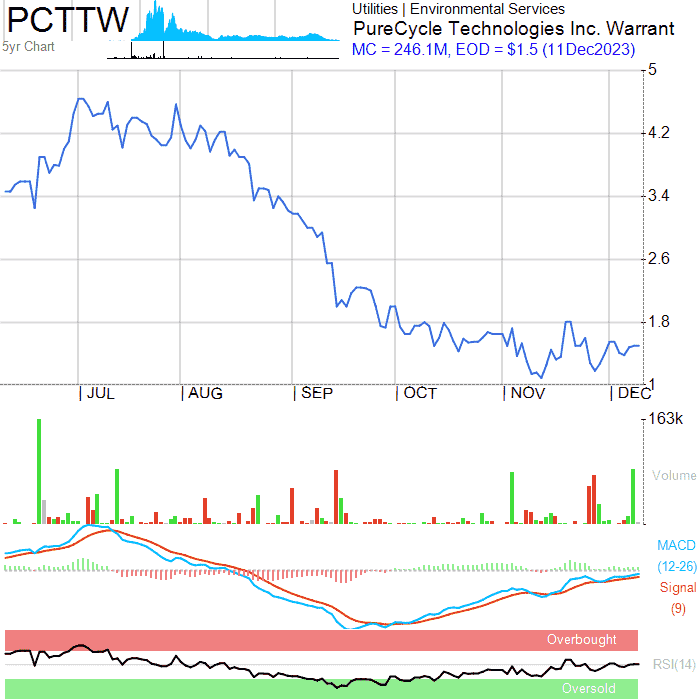 PCTTW
5yr Chart
Utilities | Environmental Services
PureCycle Technologies Inc. Warrant
MC = 246.1M, EOD = $1.5 (11Dec2023)
5
4.2
3.4
2.6
1.8
1
| JUL | AUG | SEP | OCT | NOV | DEC
163k
Volume
MACD
(12-26)
Signal
(9)
Overbought
RSI(14)
Oversold